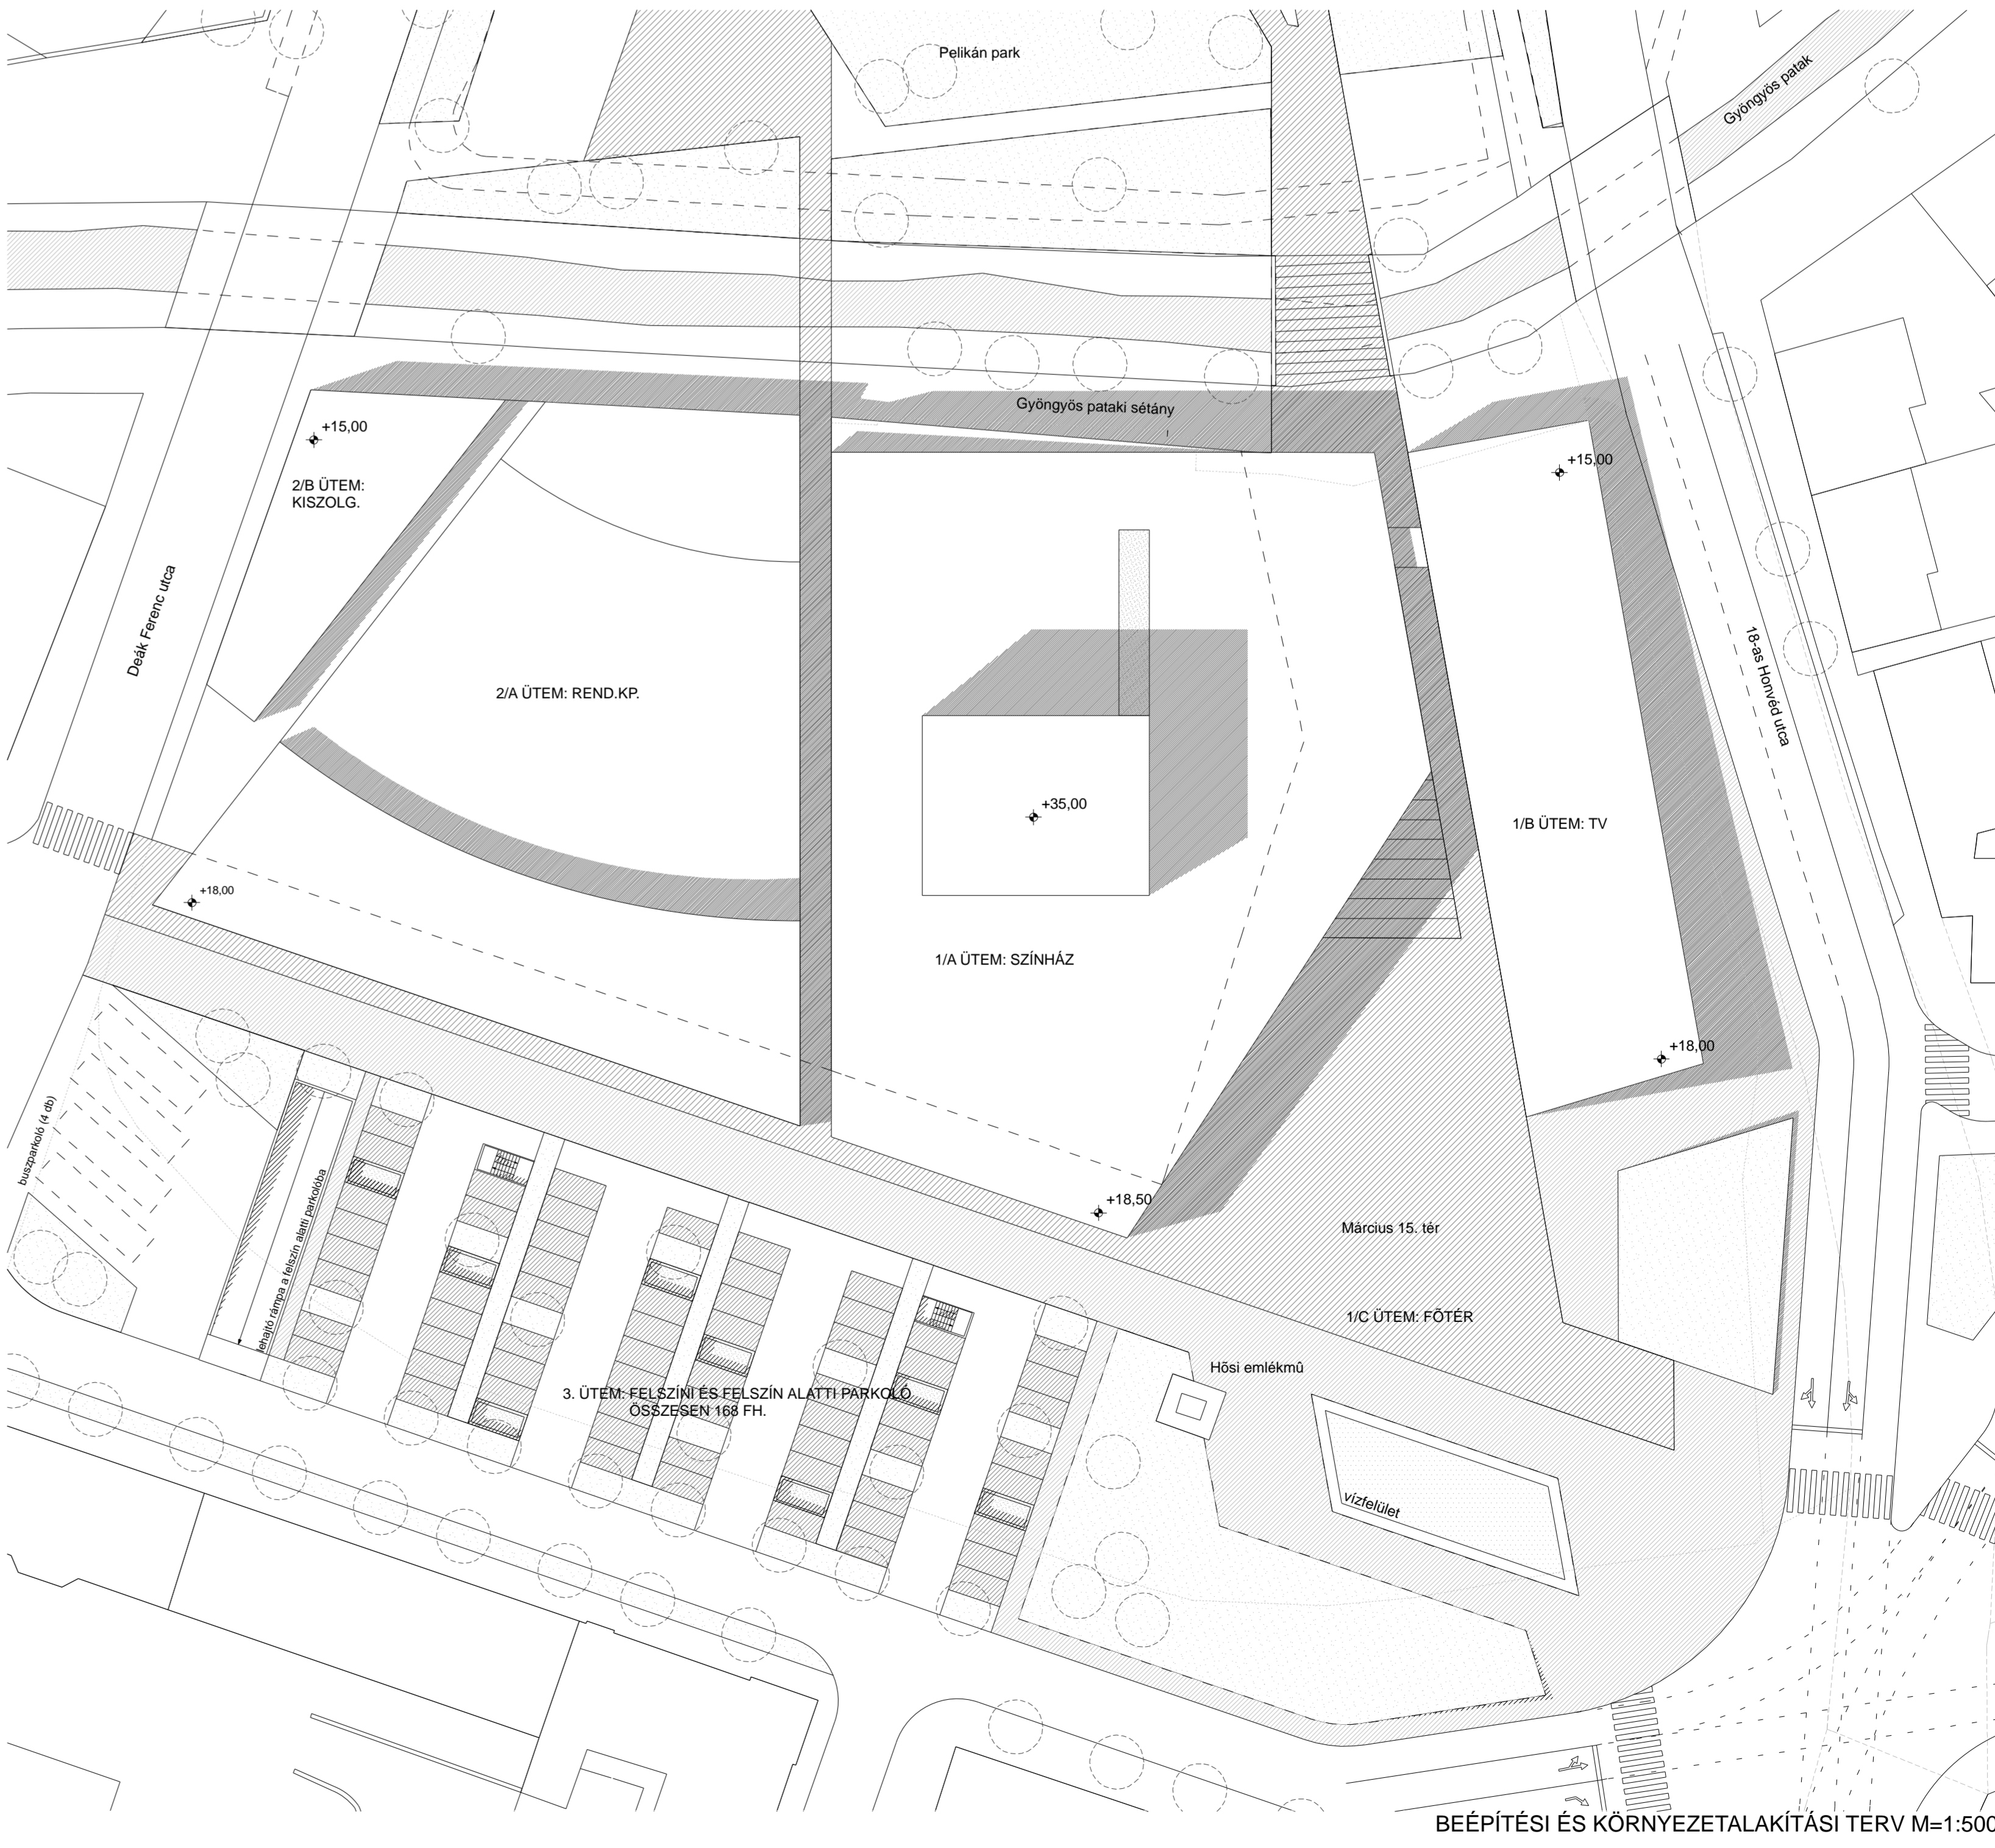 Pelikán park
Gyöngyös patak
Gyöngyös pataki sétány
+15,00
2/B ÜTEM:
KISZOLG.
+15,00
Deák Ferenc utca
18-as Honvéd utca
2/A ÜTEM: REND.KP.
+35,00
1/B ÜTEM: TV
+18,00
1/A ÜTEM: SZÍNHÁZ
+18,00
buszparkoló (4 db)
lehajtó rámpa a felszín alatti parkolóba
+18,50
Március 15. tér
1/C ÜTEM: FÕTÉR
Hõsi emlékmû
3. ÜTEM: FELSZÍNI ÉS FELSZÍN ALATTI PARKOLÓ
ÖSSZESEN 168 FH.
vízfelület
BEÉPÍTÉSI ÉS KÖRNYEZETALAKÍTÁSI TERV M=1:500